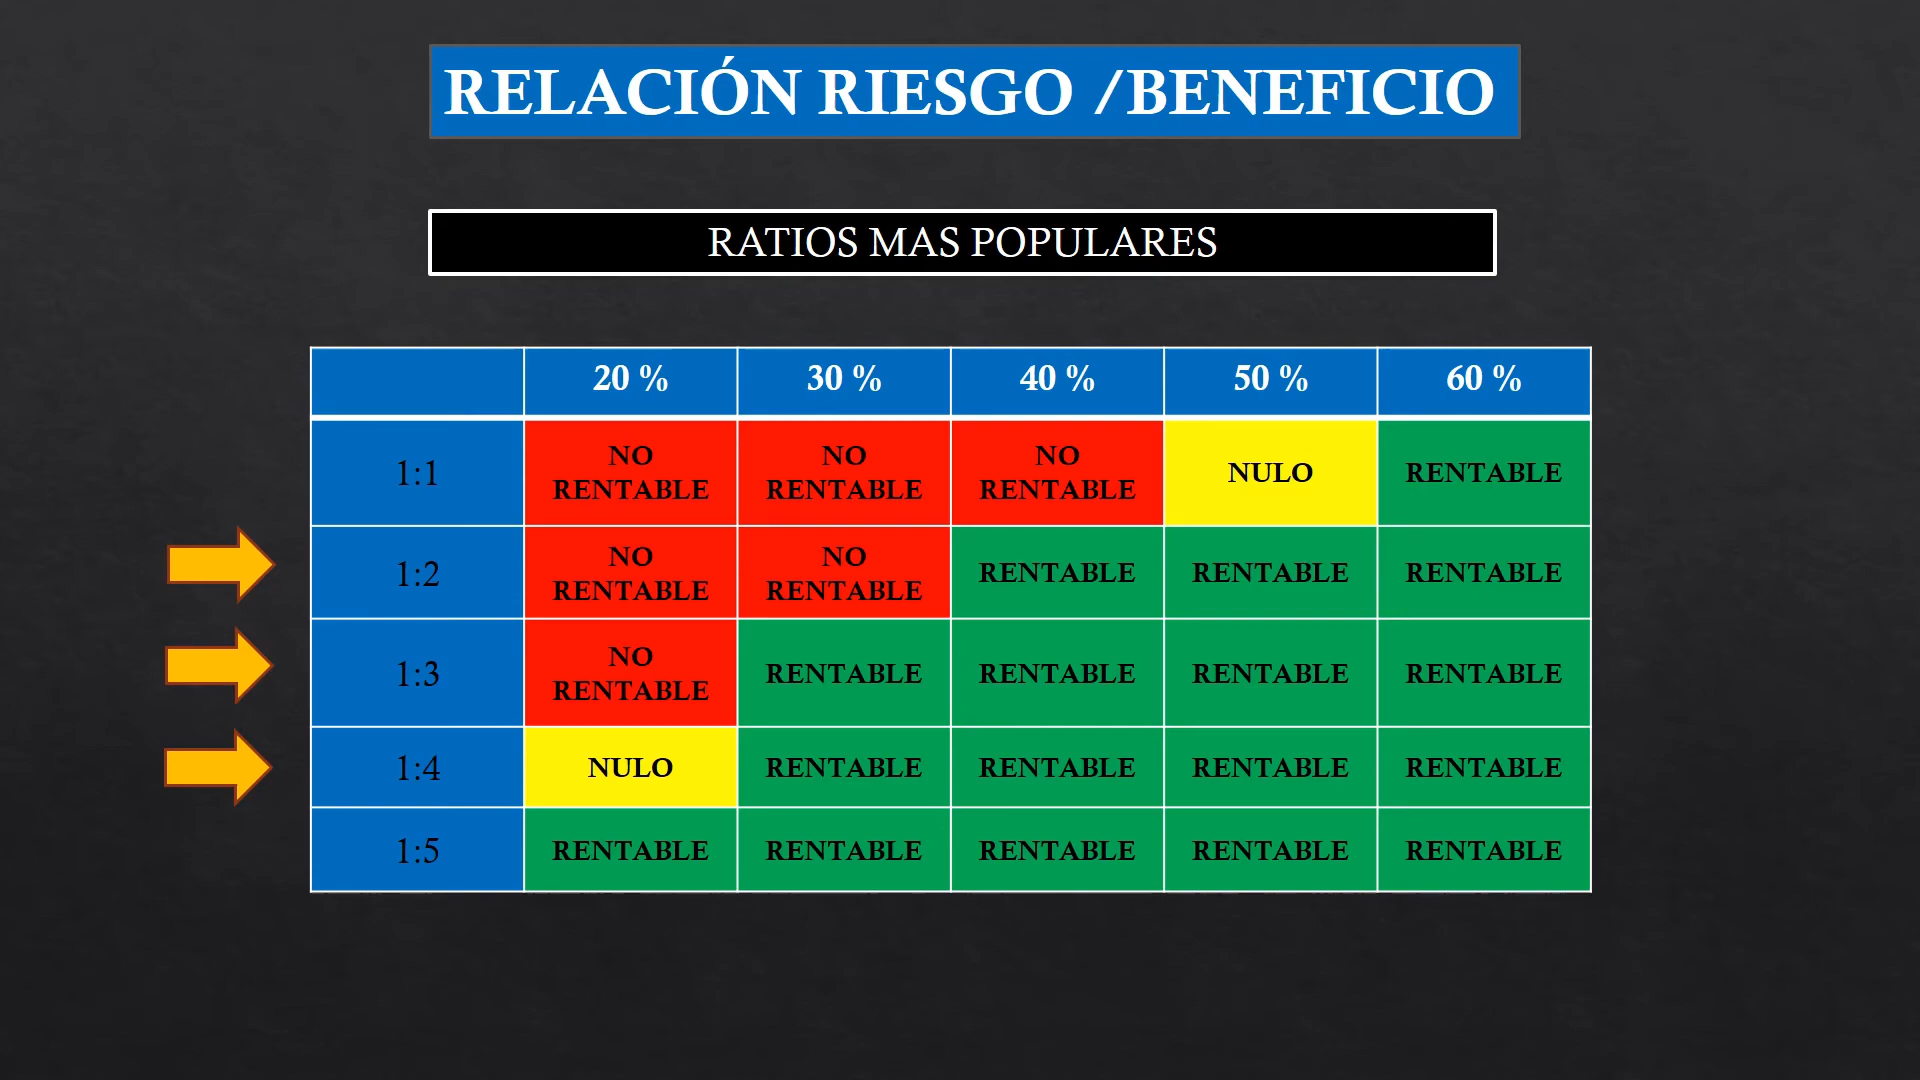 RELACIÓN RIESGO /BENEFICIO
RATIOS MAS POPULARES
20 % 30 % 40 % 50 % 60 %
1:1 NO RENTABLE NO RENTABLE NO RENTABLE NULO RENTABLE
1:2 NO RENTABLE NO RENTABLE RENTABLE RENTABLE RENTABLE
1:3 NO RENTABLE RENTABLE RENTABLE RENTABLE RENTABLE
1:4 NULO RENTABLE RENTABLE RENTABLE RENTABLE
1:5 RENTABLE RENTABLE RENTABLE RENTABLE RENTABLE